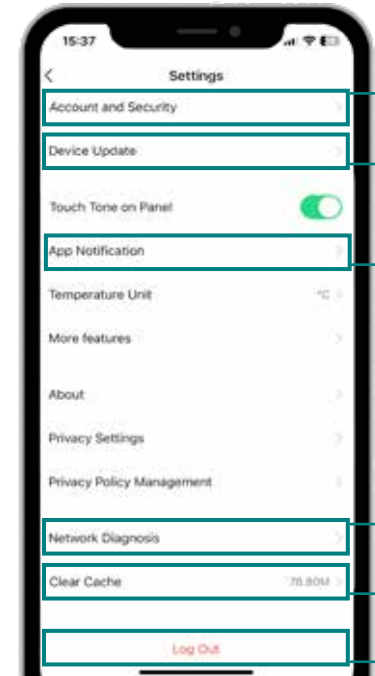 15:37
Settings
Account and Security
Device Update
Touch Tone on Panel
App Notification
Temperature Unit °C
More features
About
Privacy Settings
Privacy Policy Management
Network Diagnosis
Clear Cache 78.80M
Log Out